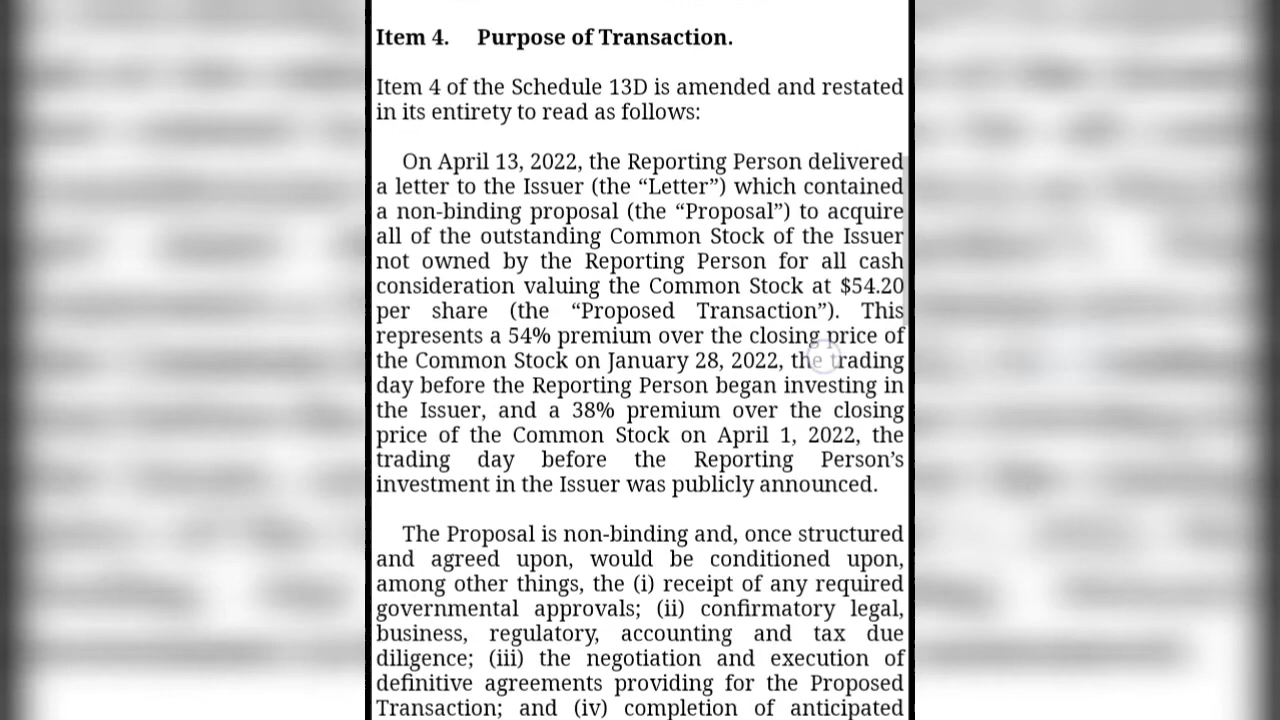 Item 4. Purpose of Transaction.
Item 4 of the Schedule 13D is amended and restated
in its entirety to read as follows:
On April 13, 2022, the Reporting Person delivered
a letter to the Issuer (the “Letter”) which contained
a non-binding proposal (the “Proposal”) to acquire
all of the outstanding Common Stock of the Issuer
not owned by the Reporting Person for all cash
consideration valuing the Common Stock at $54.20
per share (the “Proposed Transaction”). This
represents a 54% premium over the closing price of
the Common Stock on January 28, 2022, the trading
day before the Reporting Person began investing in
the Issuer, and a 38% premium over the closing
price of the Common Stock on April 1, 2022, the
trading day before the Reporting Person’s
investment in the Issuer was publicly announced.
The Proposal is non-binding and, once structured
and agreed upon, would be conditioned upon,
among other things, the (i) receipt of any required
governmental approvals; (ii) confirmatory legal,
business, regulatory, accounting and tax due
diligence; (iii) the negotiation and execution of
definitive agreements providing for the Proposed
Transaction; and (iv) completion of anticipated